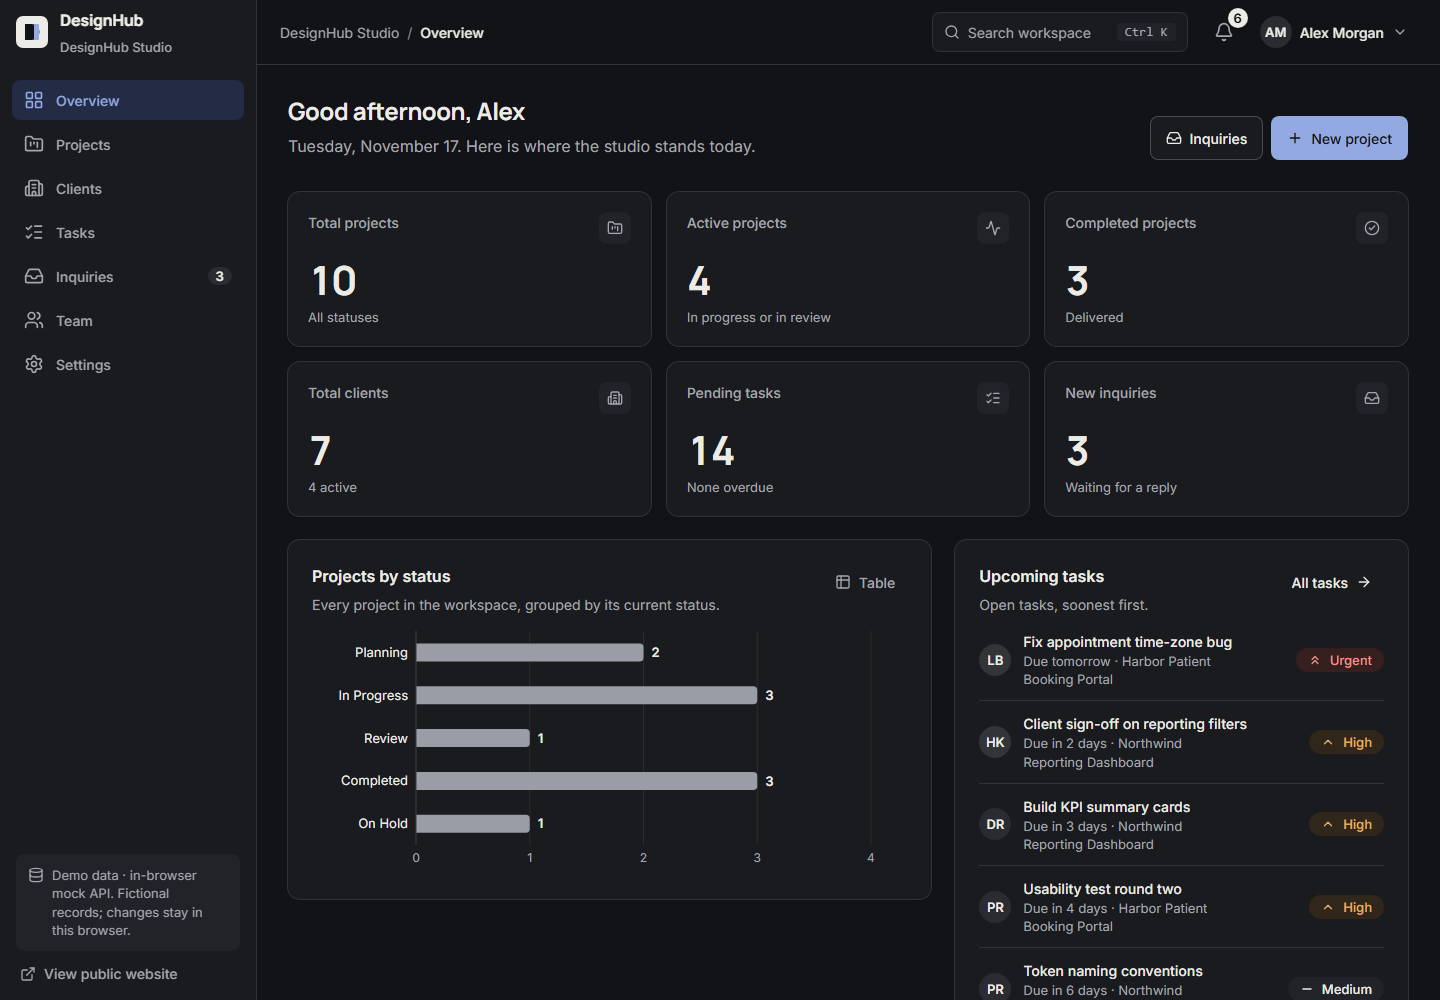 DesignHub
DesignHub Studio
Overview
Projects
Clients
Tasks
Inquiries 3
Team
Settings
Demo data · in-browser
mock API. Fictional
records; changes stay in
this browser.
View public website
DesignHub Studio / Overview
Search workspace Ctrl K
6
AM Alex Morgan
Good afternoon, Alex
Tuesday, November 17. Here is where the studio stands today.
Inquiries
New project
Total projects
10
All statuses
Active projects
4
In progress or in review
Completed projects
3
Delivered
Total clients
7
4 active
Pending tasks
14
None overdue
New inquiries
3
Waiting for a reply
Projects by status
Every project in the workspace, grouped by its current status.
Table
Planning 2
In Progress 3
Review 1
Completed 3
On Hold 1
0 1 2 3 4
Upcoming tasks
Open tasks, soonest first.
All tasks
LB
Fix appointment time-zone bug
Due tomorrow · Harbor Patient
Booking Portal
Urgent
HK
Client sign-off on reporting filters
Due in 2 days · Northwind
Reporting Dashboard
High
DR
Build KPI summary cards
Due in 3 days · Northwind
Reporting Dashboard
High
PR
Usability test round two
Due in 4 days · Harbor Patient
Booking Portal
High
PR
Token naming conventions
Due in 6 days · Northwind
Medium